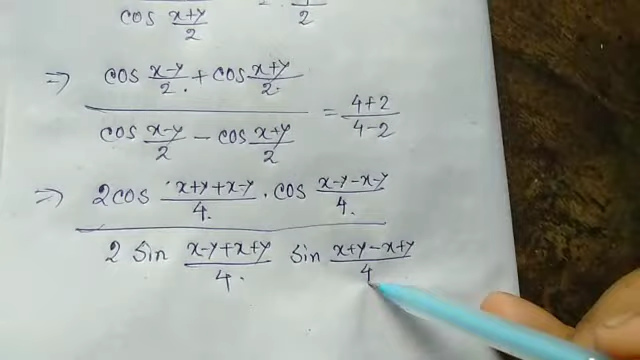 cos (x+y)/2
2
⇒ (cos (x-y)/2 + cos (x+y)/2) / (cos (x-y)/2 - cos (x+y)/2) = (4+2)/(4-2)
⇒ (2cos (x+y+x-y)/4 . cos (x-y-x-y)/4) / (2 Sin (x-y+x+y)/4 Sin (x+y-x+y)/4)